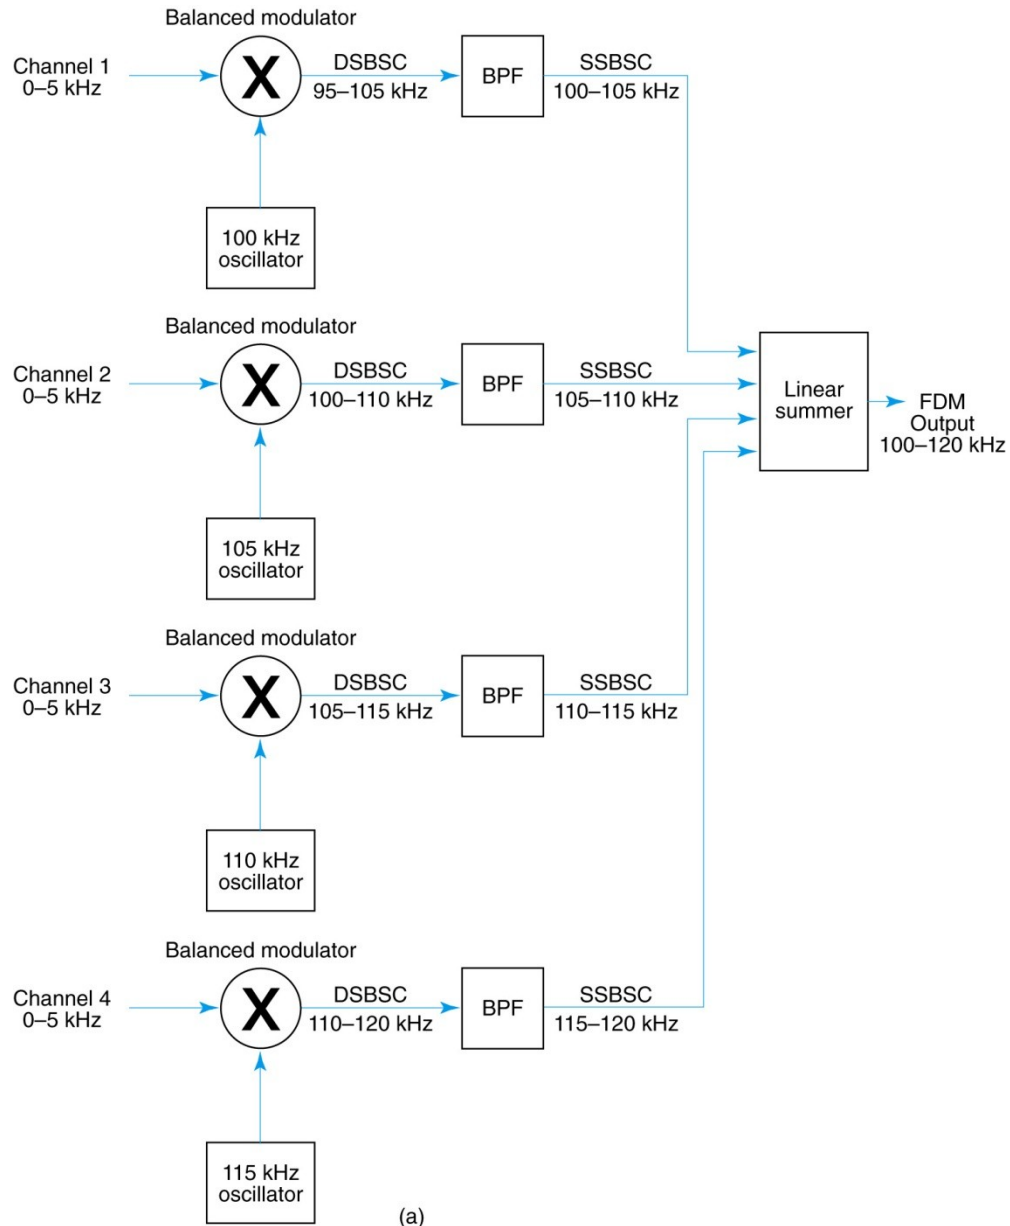 Balanced modulator
Channel 1
0–5 kHz
X
DSBSC
95–105 kHz
BPF
SSBSC
100–105 kHz
100 kHz
oscillator
Balanced modulator
Channel 2
0–5 kHz
X
DSBSC
100–110 kHz
BPF
SSBSC
105–110 kHz
105 kHz
oscillator
Linear
summer
FDM
Output
100–120 kHz
Balanced modulator
Channel 3
0–5 kHz
X
DSBSC
105–115 kHz
BPF
SSBSC
110–115 kHz
110 kHz
oscillator
Balanced modulator
Channel 4
0–5 kHz
X
DSBSC
110–120 kHz
BPF
SSBSC
115–120 kHz
115 kHz
oscillator
(a)